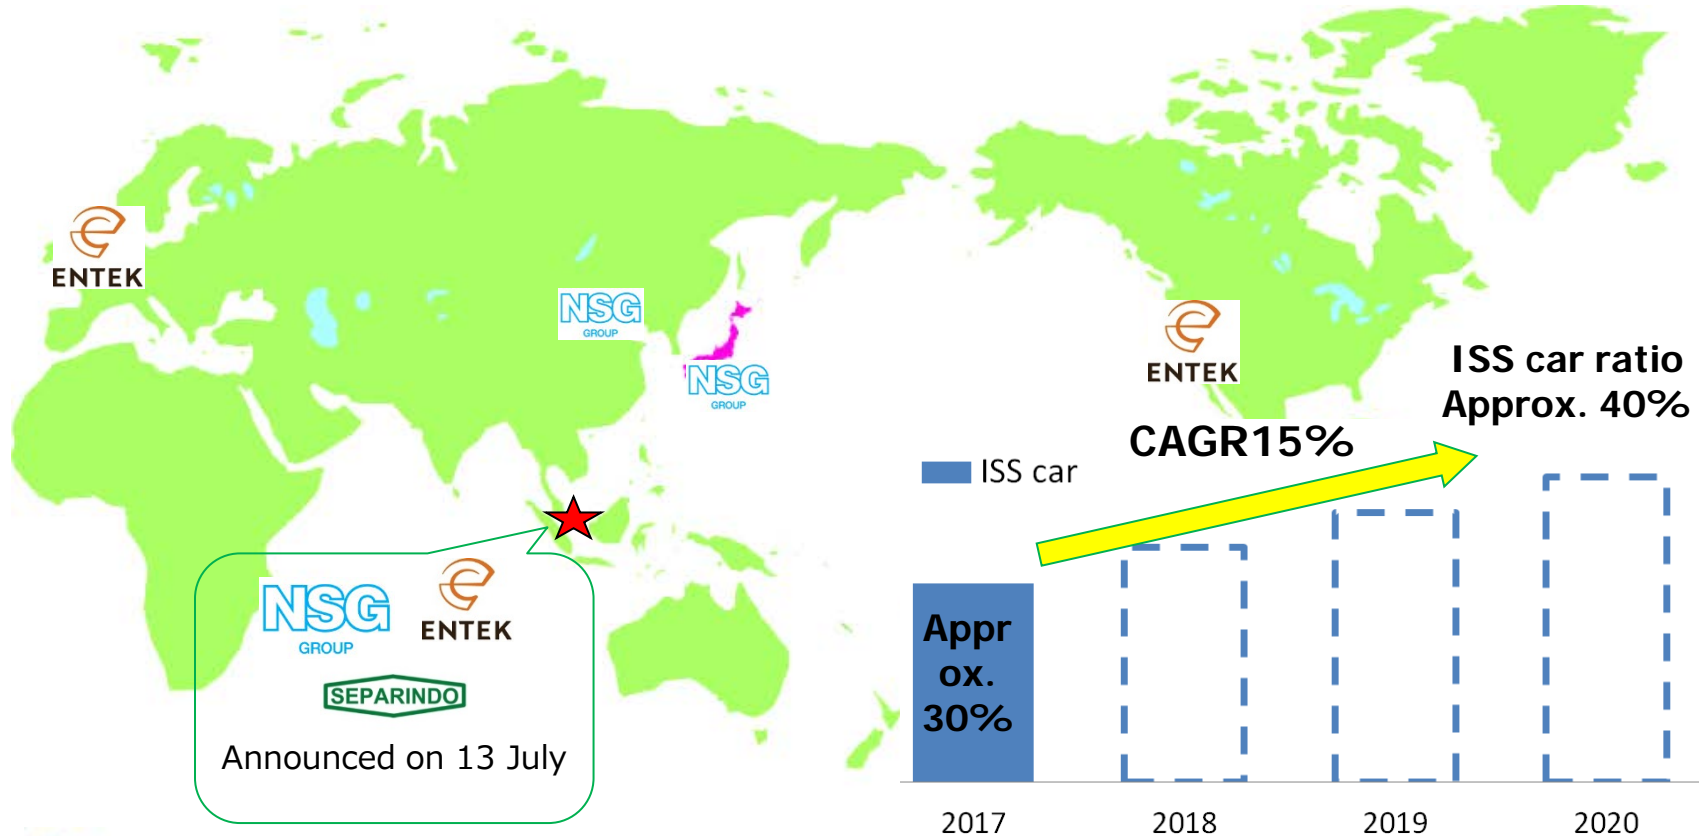 ENTEK
NSG
GROUP
NSG
GROUP
ENTEK
NSG
GROUP
ENTEK
SEPARINDO
Announced on 13 July
ISS car ratio
Approx. 40%
CAGR15%
ISS car
Appr
ox.
30%
2017
2018
2019
2020